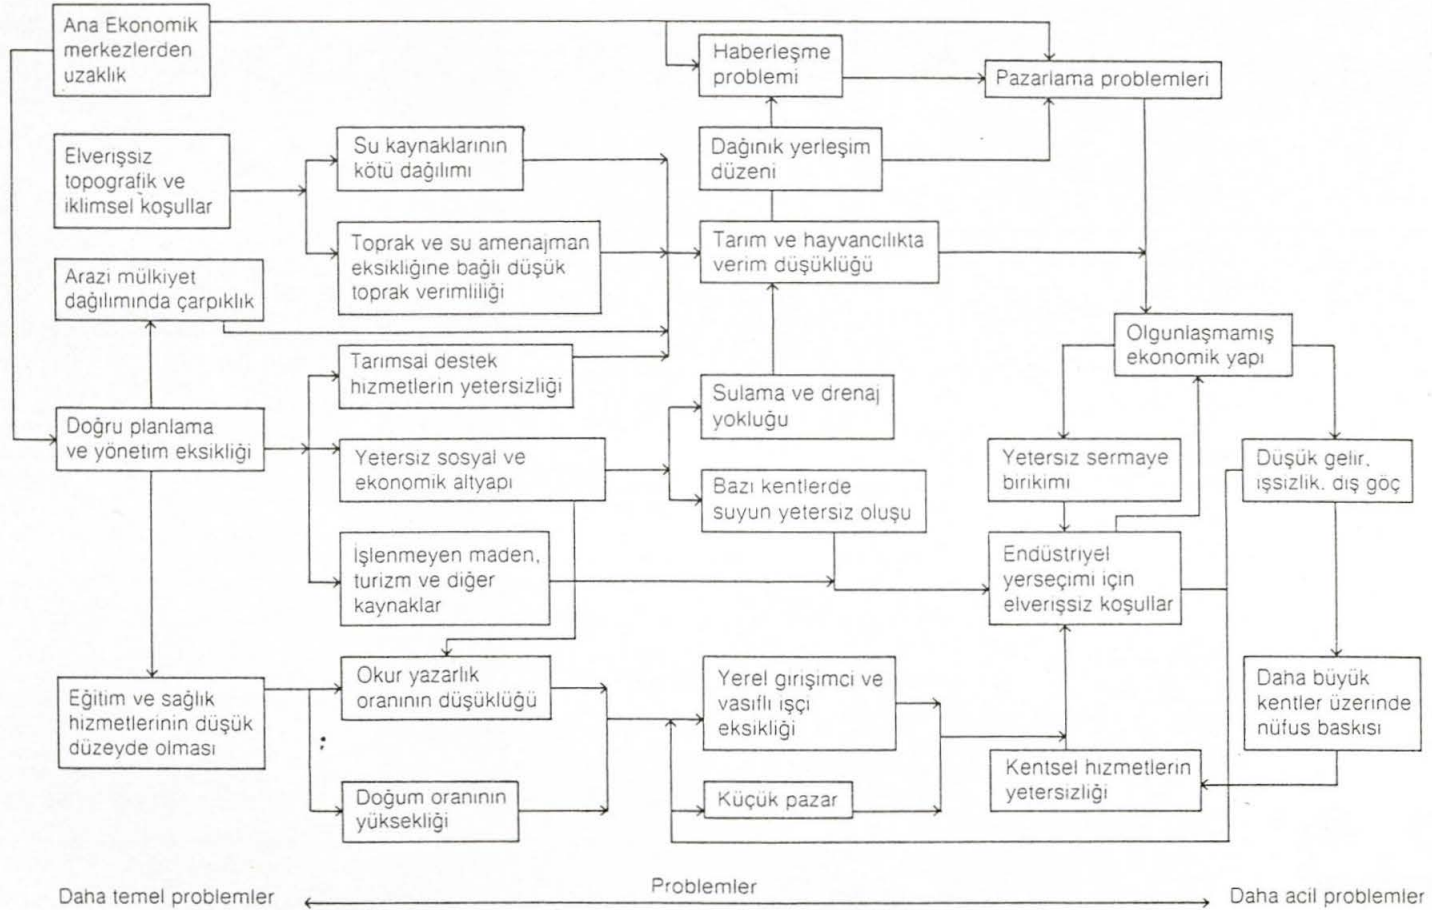 Ana Ekonomik
merkezlerden
uzaklık
Haberleşme
problemi
Pazarlama problemleri
Elverişsiz
topografik ve
iklimsel koşullar
Su kaynaklarının
kötü dağılımı
Dağınık yerleşim
düzeni
Toprak ve su amenajman
eksikliğine bağlı düşük
toprak verimliliği
Tarım ve hayvancılıkta
verim düşüklüğü
Arazi mülkiyet
dağılımında çarpıklık
Olgunlaşmamış
ekonomik yapı
Tarımsal destek
hizmetlerin yetersizliği
Sulama ve drenaj
yokluğu
Doğru planlama
ve yönetim eksikliği
Yetersiz sosyal ve
ekonomik altyapı
Yetersiz sermaye
birikimi
Düşük gelir,
işsizlik. dış göç
Bazı kentlerde
suyun yetersiz oluşu
İşlenmeyen maden,
turizm ve diğer
kaynaklar
Endüstriyel
yerseçimi için
elverişsiz koşullar
Eğitim ve sağlık
hizmetlerinin düşük
düzeyde olması
Okur yazarlık
oranının düşüklüğü
Yerel girişimci ve
vasıflı işçi
eksikliği
Daha büyük
kentler üzerinde
nüfus baskısı
Doğum oranının
yüksekliği
Küçük pazar
Kentsel hizmetlerin
yetersizliği
Daha temel problemler
Problemler
Daha acil problemler